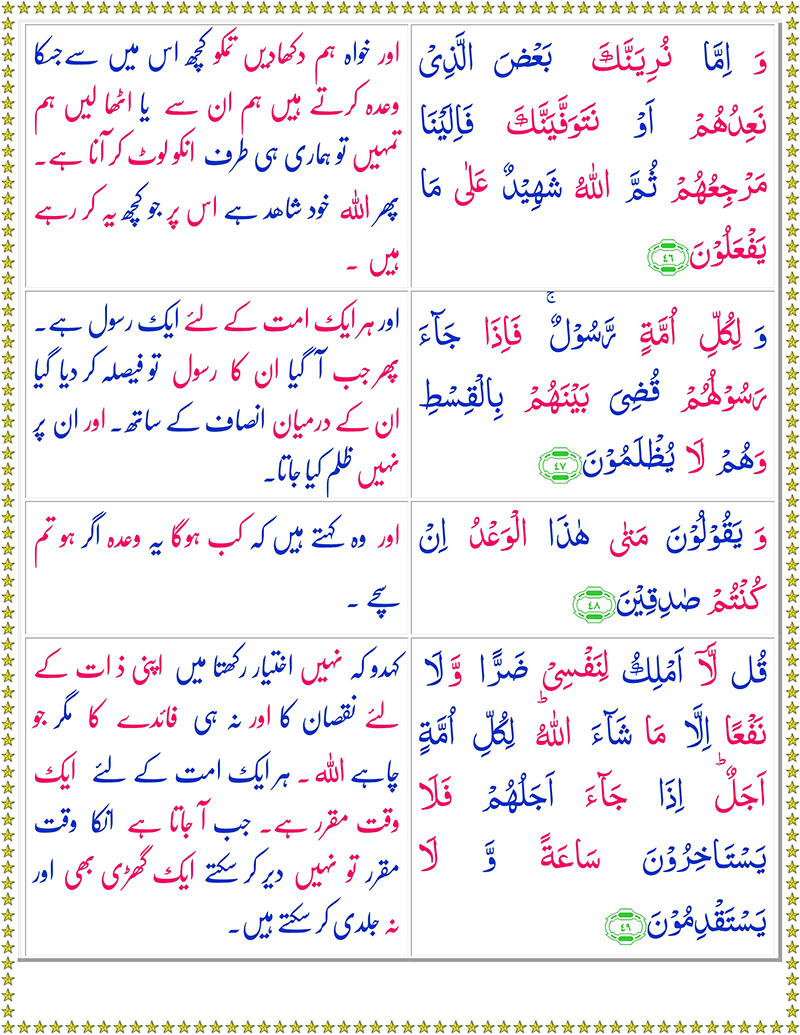 وَ اِمَّا نُرِيَنَّكَ بَعْضَ الَّذِىْ
نَعِدُهُمْ اَوْ نَتَوَفَّيَنَّكَ فَاِلَيْنَا
مَرْجِعُهُمْ ثُمَّ اللّٰهُ شَهِيْدٌ عَلٰى مَا
يَفْعَلُوْنَ ﴿٤٦﴾
اور خواہ ہم دکھادیں تمکو کچھ اس میں سے جسکا
وعدہ کرتے ہیں ہم ان سے یا اٹھا لیں ہم
تمہیں تو ہماری ہی طرف انکو لوٹ کر آنا ہے۔
پھر اللہ خود شاھد ہے اس پر جو کچھ یہ کر رہے
ہیں ۔
وَ لِكُلِّ اُمَّةٍ رَّسُوْلٌ ۚ فَاِذَا جَآءَ
رَسُوْلُهُمْ قُضِىَ بَيْنَهُمْ بِالْقِسْطِ
وَهُمْ لَا يُظْلَمُوْنَ ﴿٤٧﴾
اور ہر ایک امت کے لئے ایک رسول ہے۔
پھر جب آ گیا ان کا رسول تو فیصلہ کر دیا گیا
ان کے درمیان انصاف کے ساتھ۔ اور ان پر
نہیں ظلم کیا جاتا۔
وَ يَقُوْلُوْنَ مَتٰى هٰذَا الْوَعْدُ اِنْ
كُنْتُمْ صٰدِقِيْنَ ﴿٤٨﴾
اور وہ کہتے ہیں کہ کب ہوگا یہ وعدہ اگر ہو تم
سچے ۔
قُل لَّاۤ اَمْلِكُ لِنَفْسِىْ ضَرًّا وَّلَا
نَفْعًا اِلَّا مَا شَآءَ اللّٰهُ ؕ لِكُلِّ اُمَّةٍ
اَجَلٌ ؕ اِذَا جَآءَ اَجَلُهُمْ فَلَا
يَسْتَاخِرُوْنَ سَاعَةً وَّ لَا
يَسْتَقْدِمُوْنَ ﴿٤٩﴾
کہدو کہ نہیں اختیار رکھتا میں اپنی ذات کے
لئے نقصان کا اور نہ ہی فائدے کا مگر جو
چاہے اللہ ۔ ہر ایک امت کے لئے ایک
وقت مقرر ہے۔ جب آ جاتا ہے انکا وقت
مقرر تو نہیں دیر کر سکتے ایک گھڑی بھی اور
نہ جلدی کر سکتے ہیں۔